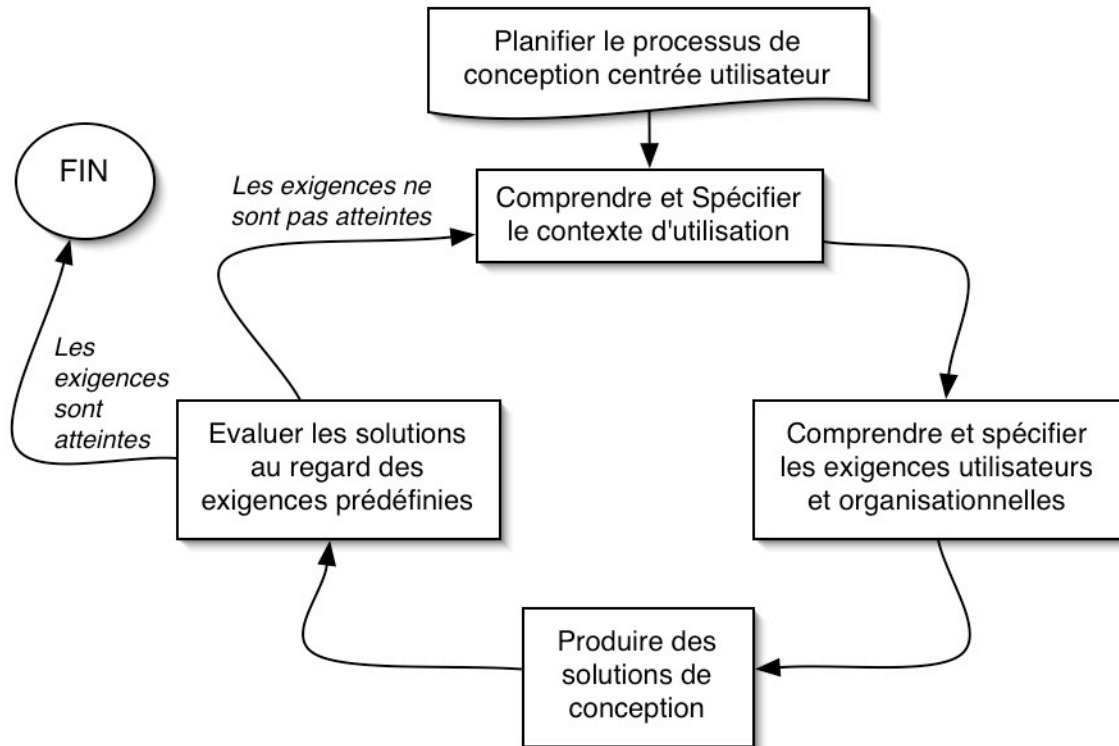 Planifier le processus de
conception centrée utilisateur
FIN
Les exigences ne
sont pas atteintes
Comprendre et Spécifier
le contexte d'utilisation
Les
exigences
sont
atteintes
Evaluer les solutions
au regard des
exigences prédéfinies
Comprendre et spécifier
les exigences utilisateurs
et organisationnelles
Produire des
solutions de
conception